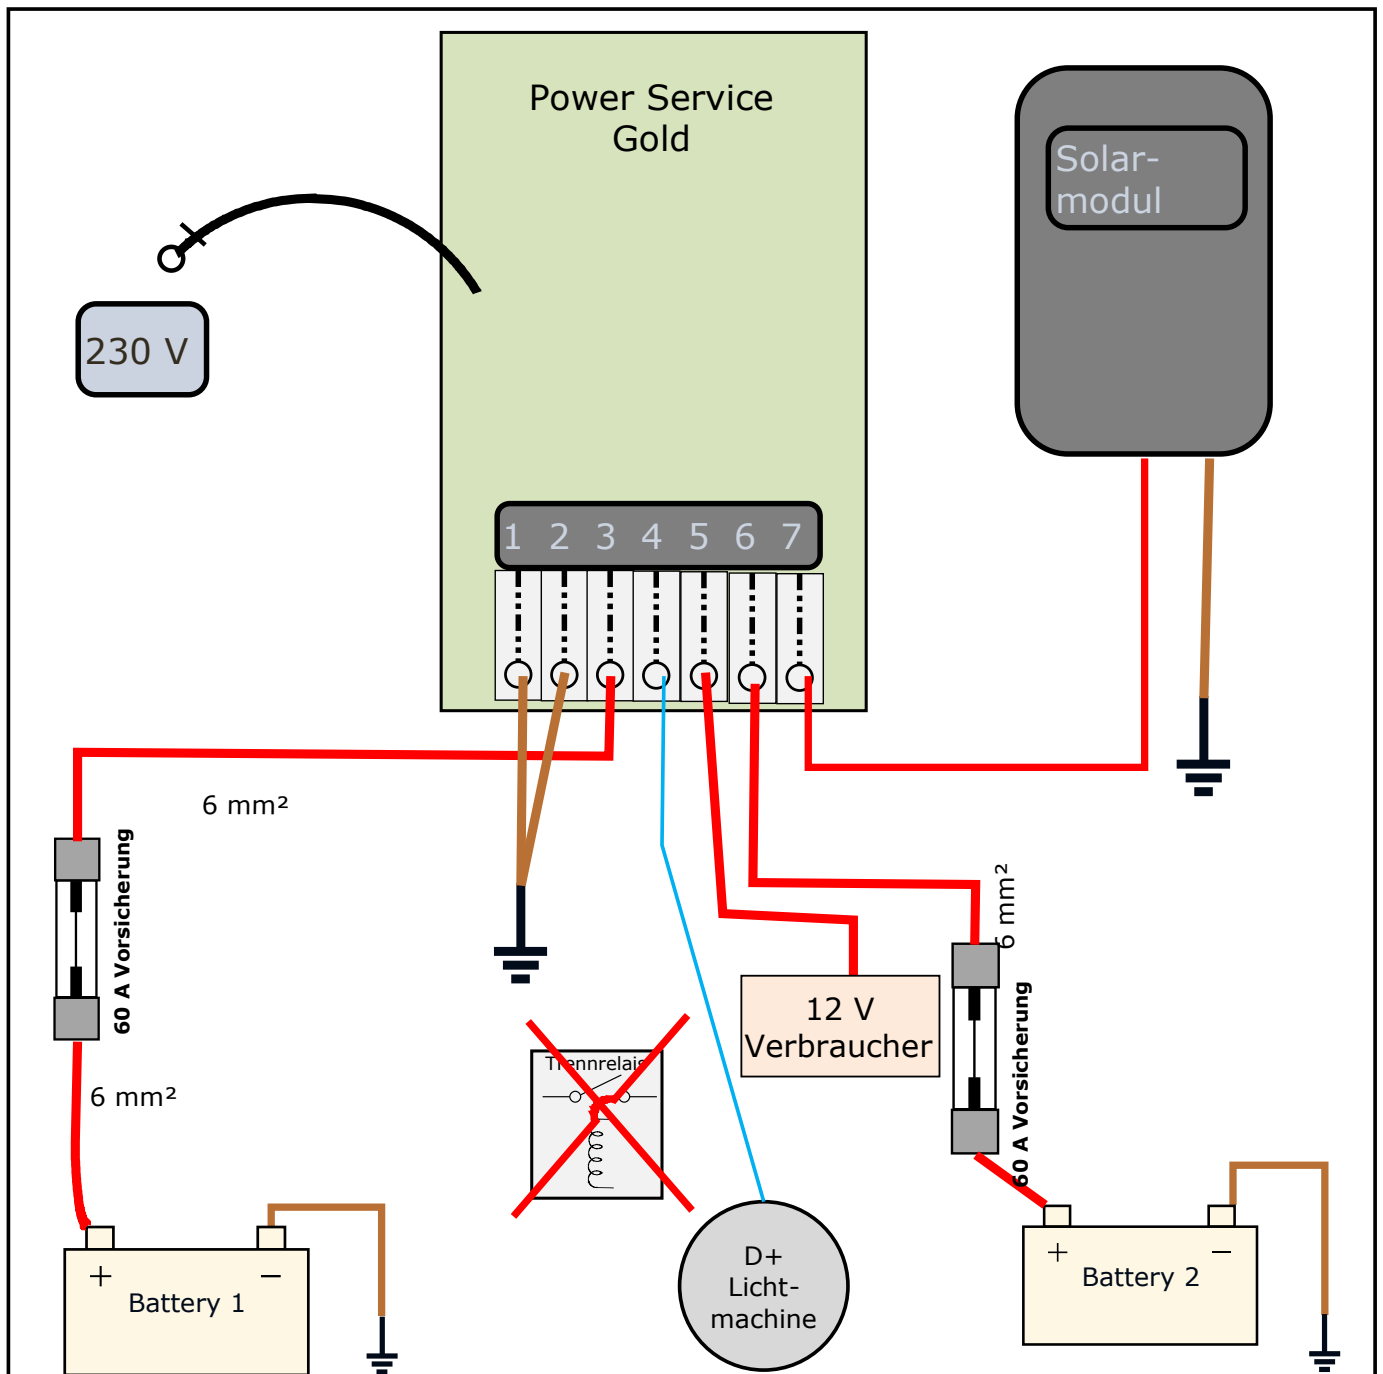 Power Service
Gold
Solar-
modul
230 V
1 2 3 4 5 6 7
6 mm²
60 A Vorsicherung
6 mm²
6 mm²
60 A Vorsicherung
12 V
Verbraucher
Trennrelais
D+
Licht-
machine
+ −
Battery 1
+ −
Battery 2